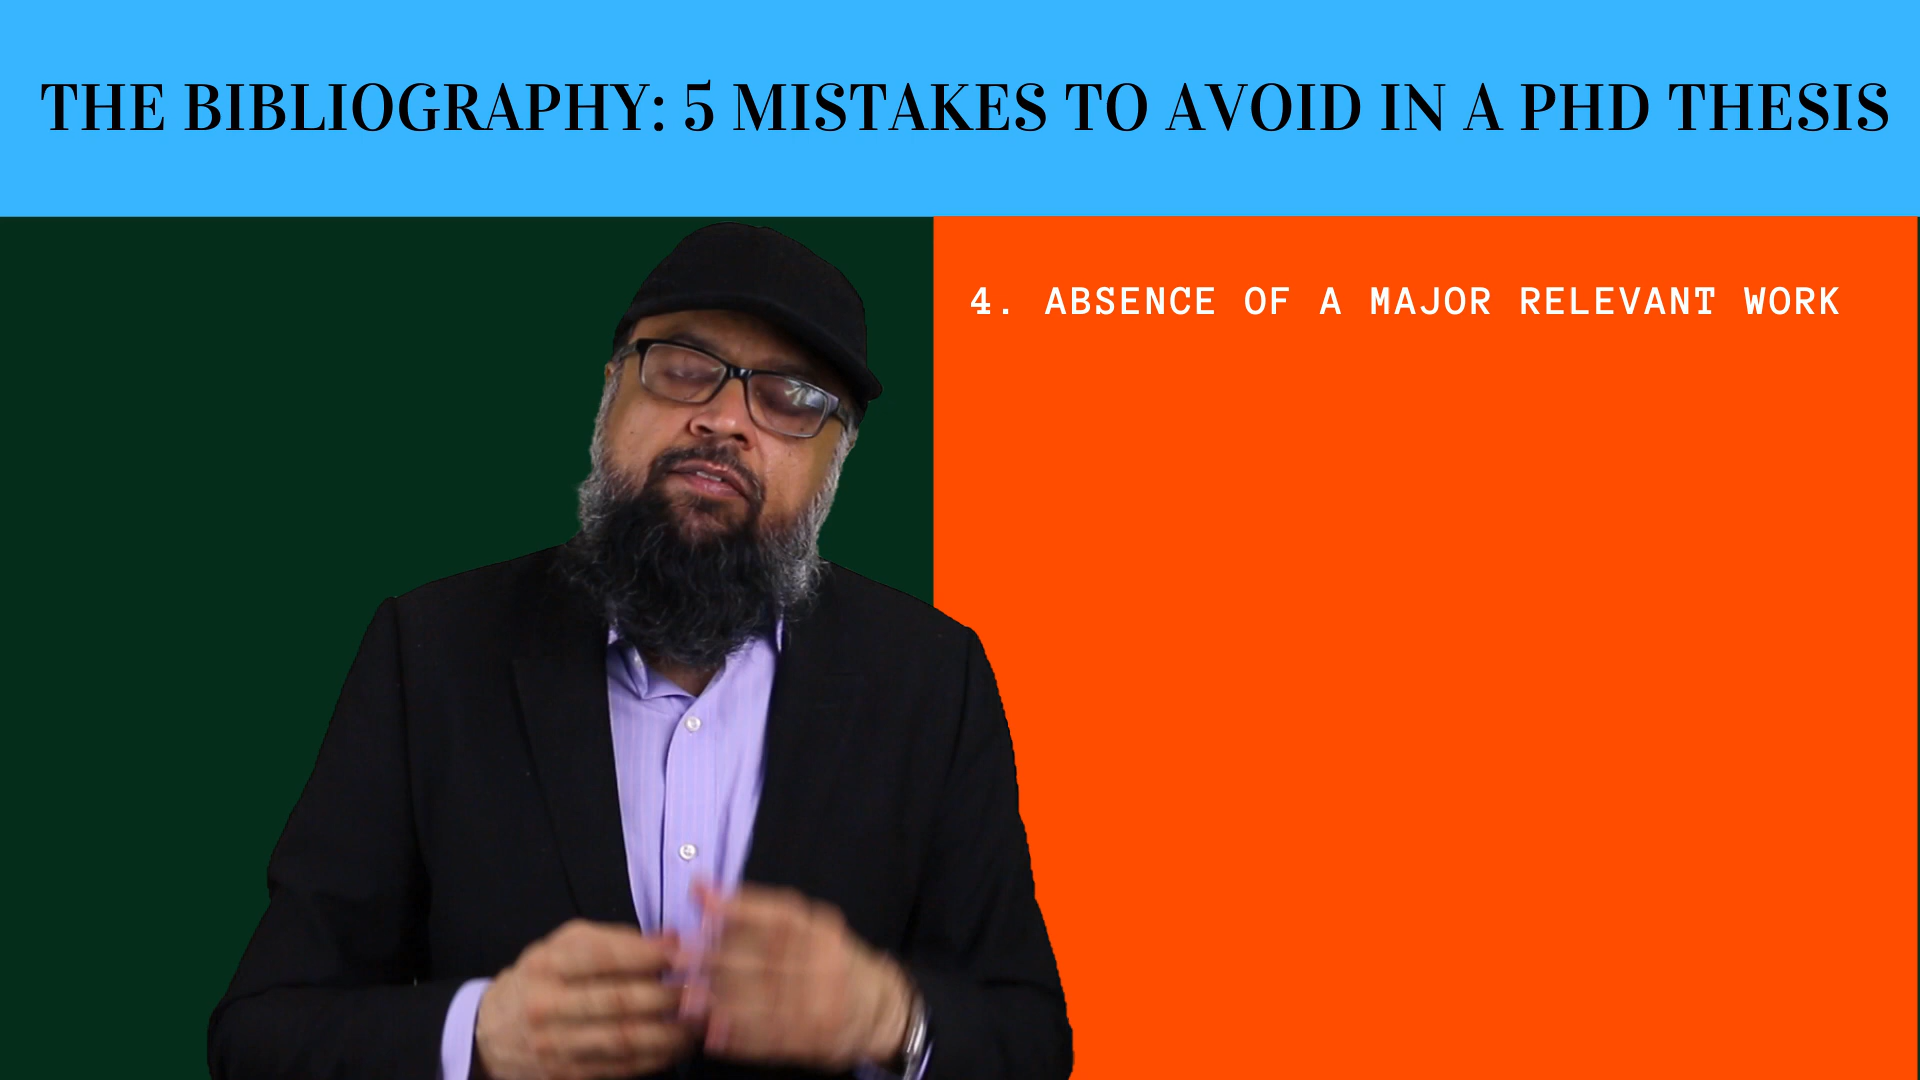 THE BIBLIOGRAPHY: 5 MISTAKES TO AVOID IN A PHD THESIS
4. ABSENCE OF A MAJOR RELEVANT WORK